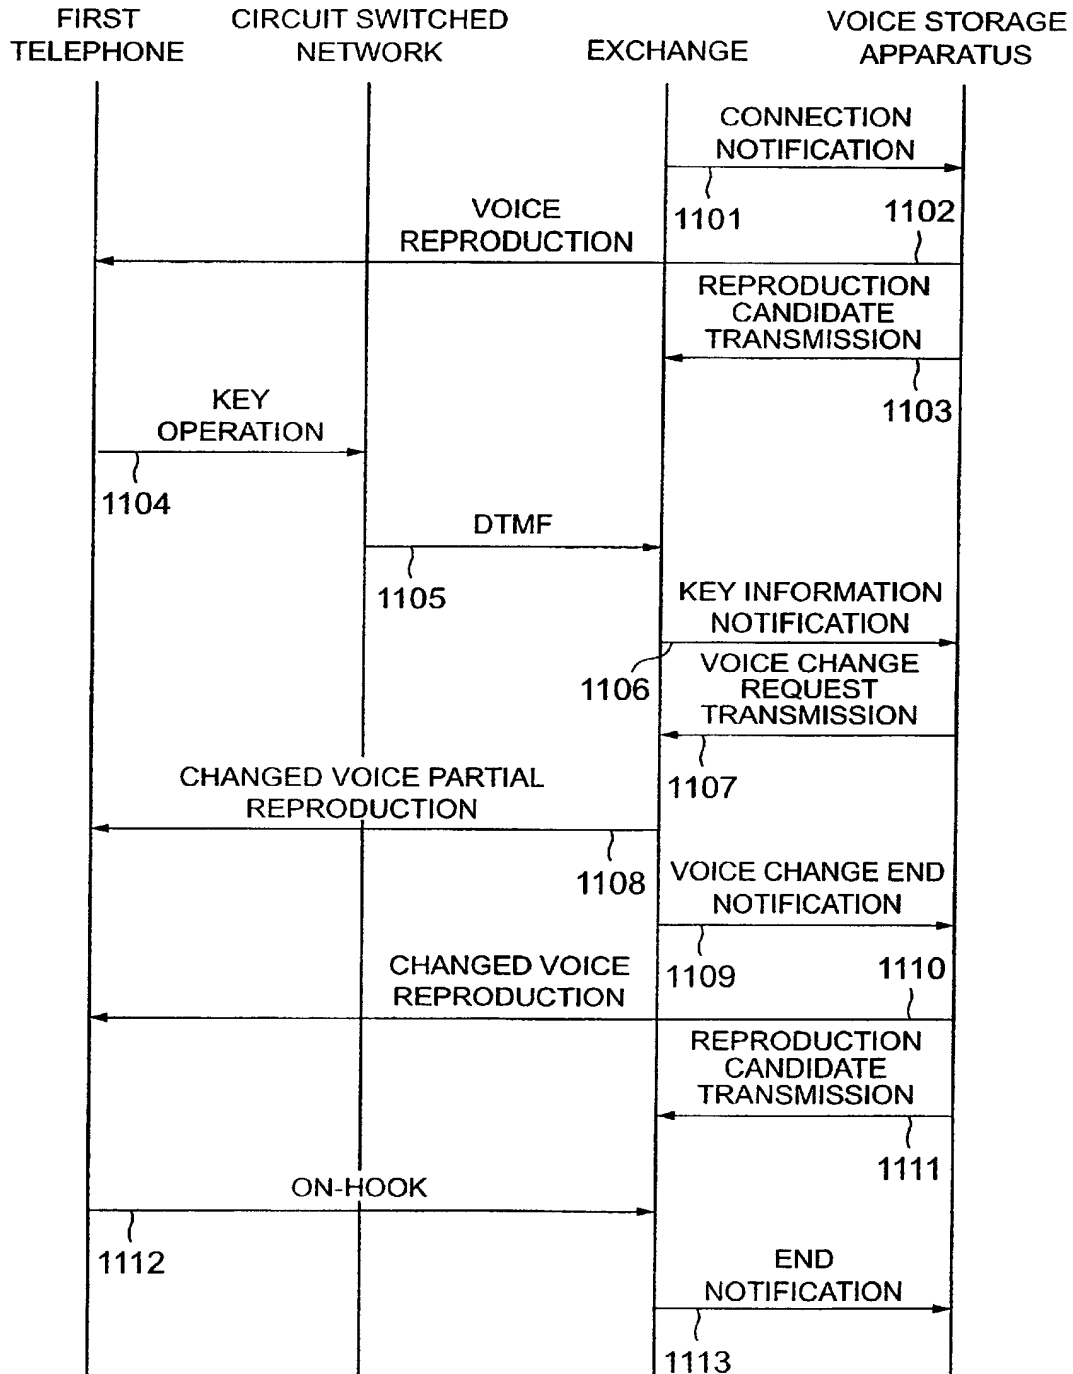 FIRST
TELEPHONE
CIRCUIT SWITCHED
NETWORK
EXCHANGE
VOICE STORAGE
APPARATUS
CONNECTION
NOTIFICATION
1101
1102
VOICE
REPRODUCTION
REPRODUCTION
CANDIDATE
TRANSMISSION
1103
KEY
OPERATION
1104
DTMF
1105
KEY INFORMATION
NOTIFICATION
1106
VOICE CHANGE
REQUEST
TRANSMISSION
1107
CHANGED VOICE PARTIAL
REPRODUCTION
1108
VOICE CHANGE END
NOTIFICATION
1109
1110
CHANGED VOICE
REPRODUCTION
REPRODUCTION
CANDIDATE
TRANSMISSION
1111
ON-HOOK
1112
END
NOTIFICATION
1113